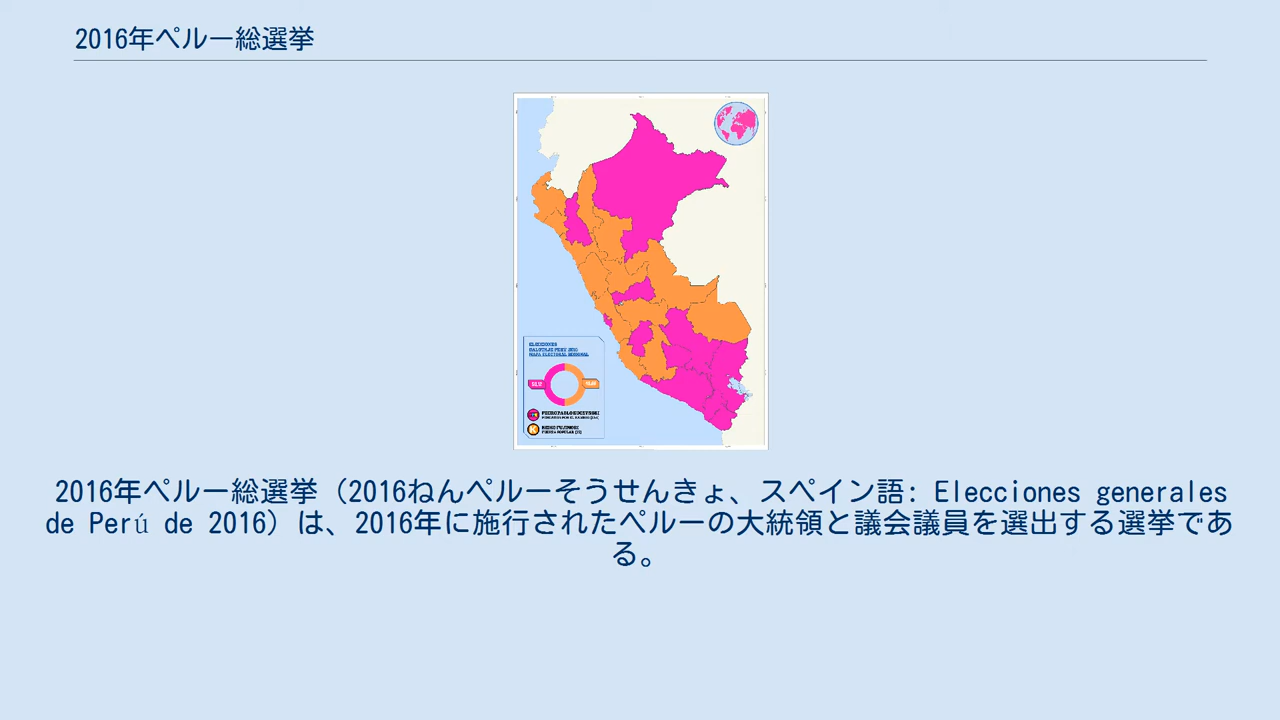 2016年ペルー総選挙
2016年ペルー総選挙（2016ねんペルーそうせんきょ、スペイン語: Elecciones generales
de Perú de 2016）は、2016年に施行されたペルーの大統領と議会議員を選出する選挙であ
る。